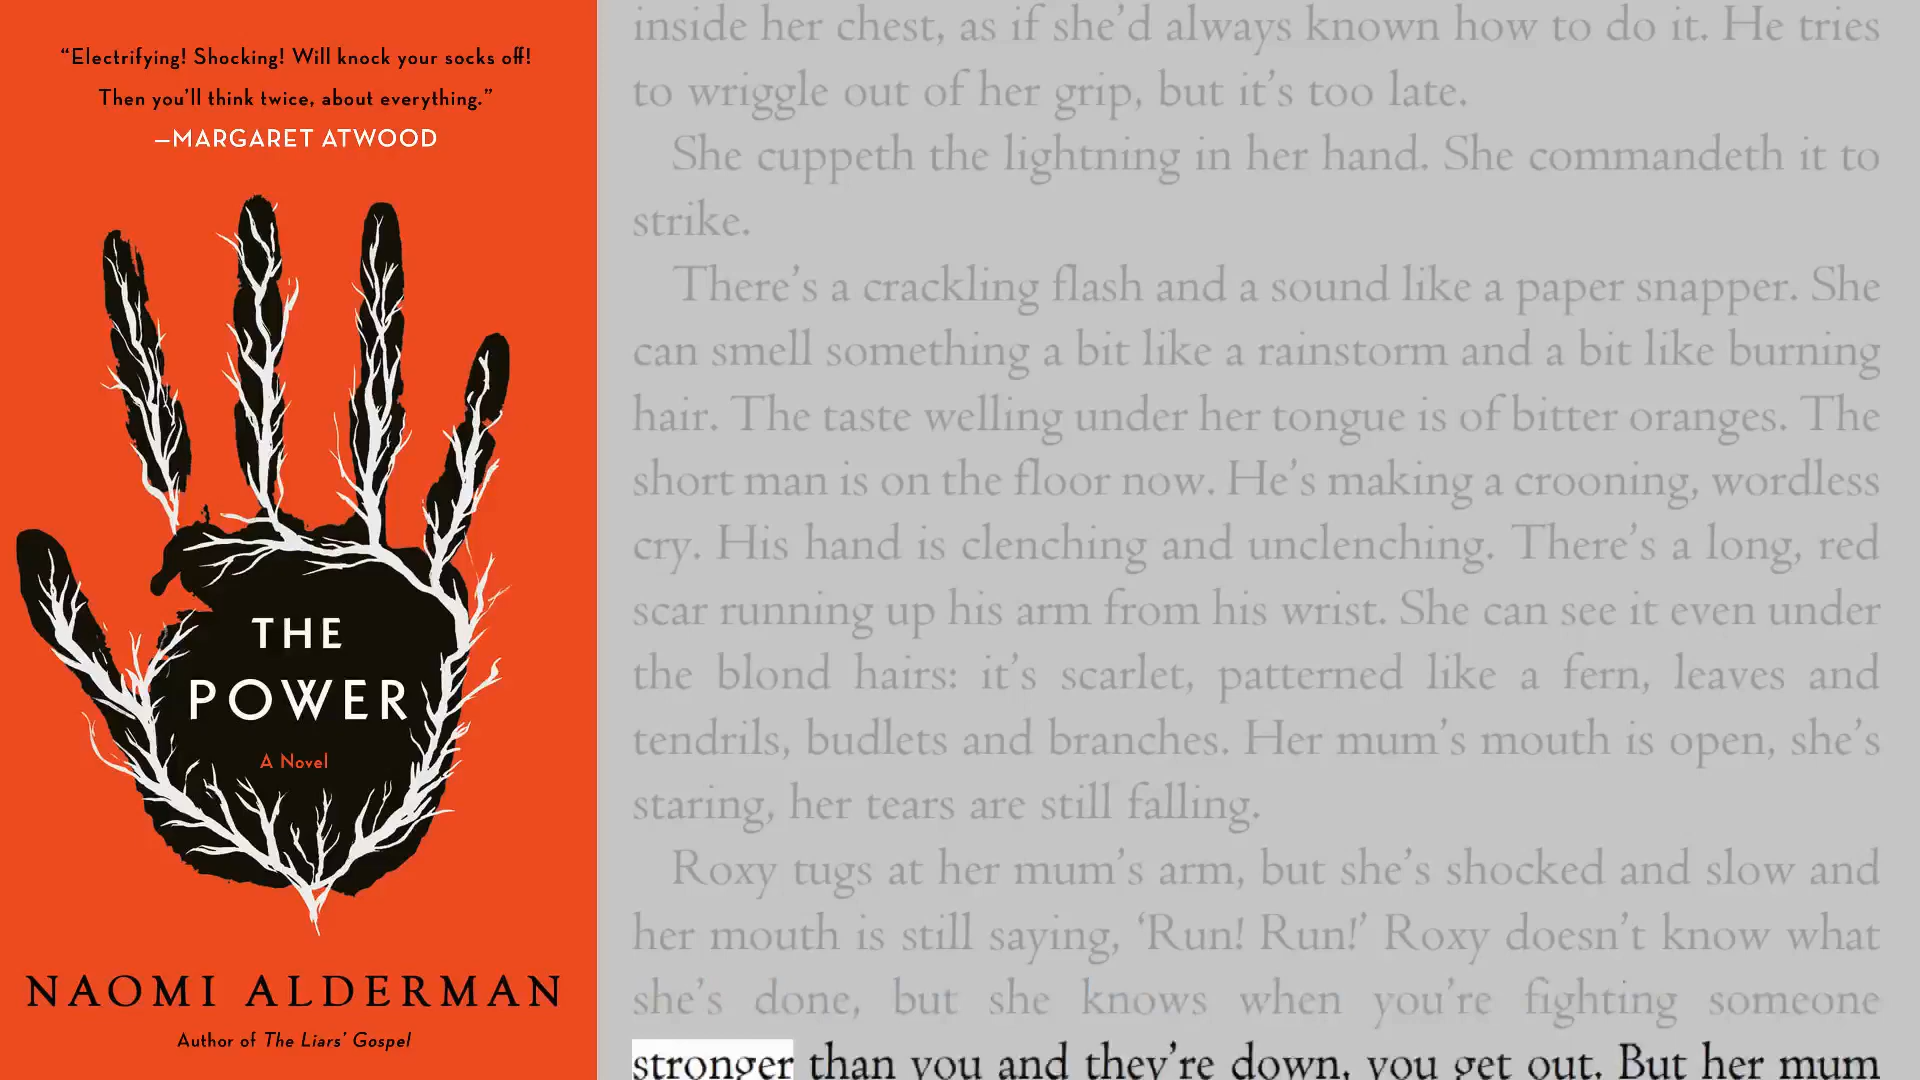 “Electrifying! Shocking! Will knock your socks off!
Then you’ll think twice, about everything.”
—MARGARET ATWOOD
THE
POWER
A Novel
NAOMI ALDERMAN
Author of The Liars’ Gospel
inside her chest, as if she’d always known how to do it. He tries
to wriggle out of her grip, but it’s too late.
She cuppeth the lightning in her hand. She commandeth it to
strike.
There’s a crackling flash and a sound like a paper snapper. She
can smell something a bit like a rainstorm and a bit like burning
hair. The taste welling under her tongue is of bitter oranges. The
short man is on the floor now. He’s making a crooning, wordless
cry. His hand is clenching and unclenching. There’s a long, red
scar running up his arm from his wrist. She can see it even under
the blond hairs: it’s scarlet, patterned like a fern, leaves and
tendrils, budlets and branches. Her mum’s mouth is open, she’s
staring, her tears are still falling.
Roxy tugs at her mum’s arm, but she’s shocked and slow and
her mouth is still saying, ‘Run! Run!’ Roxy doesn’t know what
she’s done, but she knows when you’re fighting someone
stronger than you and they’re down, you get out. But her mum